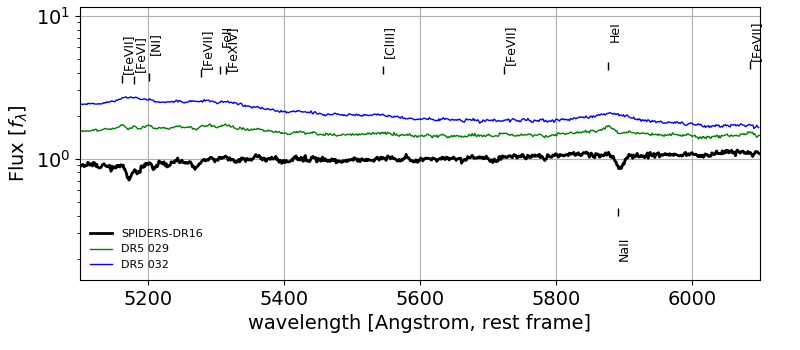 10¹
[FeVII]
[FeVI]
[NI]
[FeVII]
FeII
[FeXIV]
[ClIII]
[FeVII]
HeI
[FeVII]
Flux [fλ]
10⁰
SPIDERS-DR16
DR5 029
DR5 032
NaII
5200 5400 5600 5800 6000
wavelength [Angstrom, rest frame]